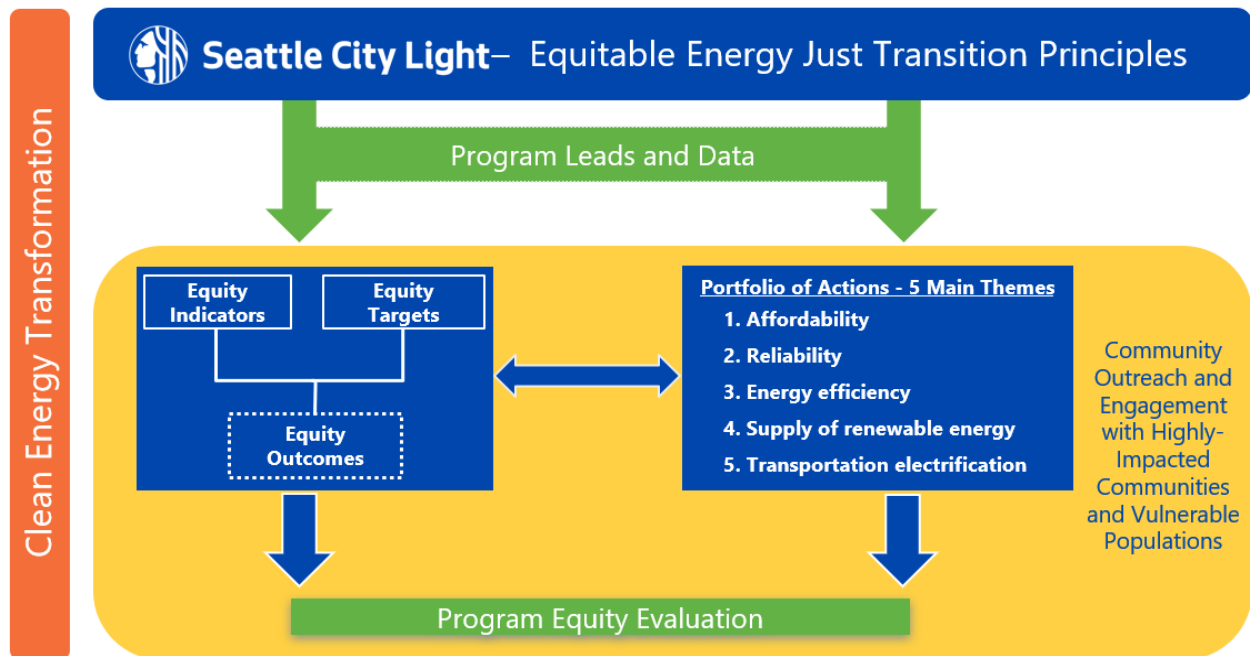 Clean Energy Transformation
Seattle City Light– Equitable Energy Just Transition Principles
Program Leads and Data
Equity
Indicators
Equity
Targets
Equity
Outcomes
Portfolio of Actions - 5 Main Themes
1. Affordability
2. Reliability
3. Energy efficiency
4. Supply of renewable energy
5. Transportation electrification
Community
Outreach and
Engagement
with Highly-
Impacted
Communities
and Vulnerable
Populations
Program Equity Evaluation